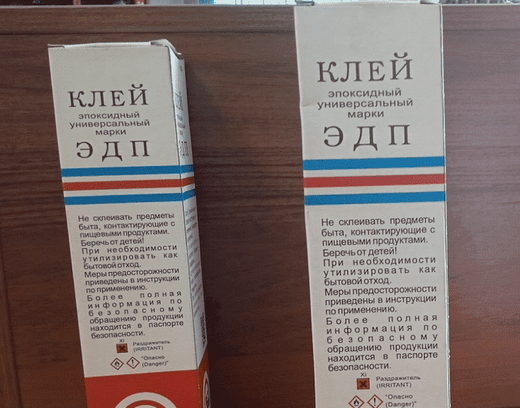 КЛЕЙ
эпоксидный
универсальный
марки
ЭДП
Не склеивать предметы
быта, контактирующие с
пищевыми продуктами.
Беречь от детей!
При необходимости
утилизировать как
бытовой отход.
Меры предосторожности
приведены в инструкции
по применению.
Более полная
информация по
безопасному
обращению продукции
находится в паспорте
безопасности.
Xi
Раздражитель
(IRRITANT)
"Опасно
(Danger)"
КЛЕЙ
эпоксидный
универсальный
марки
ЭДП
Не склеивать предметы
быта, контактирующие с
пищевыми продуктами.
Беречь от детей!
При необходимости
утилизировать как
бытовой отход.
Меры предосторожности
приведены в инструкции
по применению.
Более полная
информация по
безопасному
обращению продукции
находится в паспорте
безопасности.
Xi
Раздражитель
(IRRITANT)
"Опасно
(Danger)"